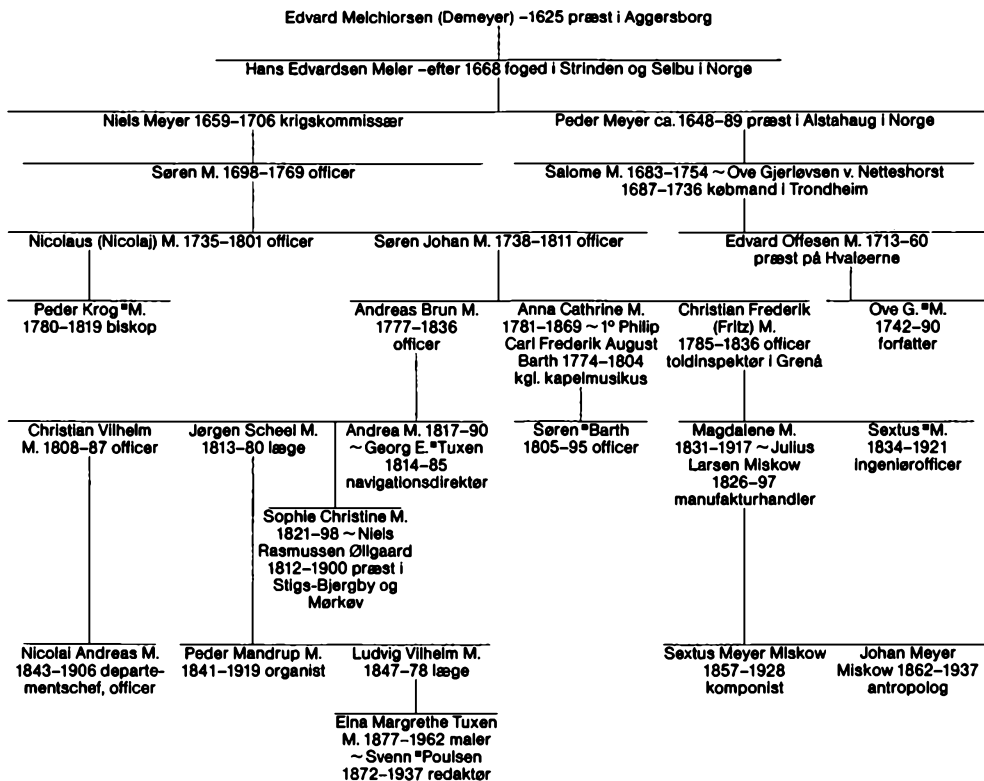 Edvard Melchiorsen (Demeyer) –1625 præst i Aggersborg
Hans Edvardsen Meier –efter 1668 foged i Strinden og Selbu i Norge
Niels Meyer 1659–1706 krigskommissær
Peder Meyer ca. 1648–89 præst i Alstahaug i Norge
Søren M. 1698–1769 officer
Salome M. 1683–1754 ~ Ove Gjerløvsen v. Netteshorst
1687–1736 købmand i Trondheim
Nicolaus (Nicolaj) M. 1735–1801 officer
Søren Johan M. 1738–1811 officer
Edvard Offesen M. 1713–60
præst på Hvaløerne
Peder Krog ▪M.
1780–1819 biskop
Andreas Brun M.
1777–1836
officer
Anna Cathrine M.
1781–1869 ~ 1º Philip
Carl Frederik August
Barth 1774–1804
kgl. kapelmusikus
Christian Frederik
(Fritz) M.
1785–1836 officer
toldinspektør i Grenå
Ove G. ▪M.
1742–90
forfatter
Christian Vilhelm
M. 1808–87 officer
Jørgen Scheel M.
1813–80 læge
Andrea M. 1817–90
~ Georg E. ▪Tuxen
1814–85
navigationsdirektør
Søren ▪Barth
1805–95 officer
Magdalene M.
1831–1917 ~ Julius
Larsen Miskow
1826–97
manufakturhandler
Sextus ▪M.
1834–1921
ingeniørofficer
Sophie Christine M.
1821–98 ~ Niels
Rasmussen Øllgaard
1812–1900 præst i
Stigs-Bjergby og
Mørkøv
Nicolai Andreas M.
1843–1906 departe-
mentschef, officer
Peder Mandrup M.
1841–1919 organist
Ludvig Vilhelm M.
1847–78 læge
Sextus Meyer Miskow
1857–1928
komponist
Johan Meyer
Miskow 1862–1937
antropolog
Elna Margrethe Tuxen
M. 1877–1962 maler
~ Svenn ▪Poulsen
1872–1937 redaktør